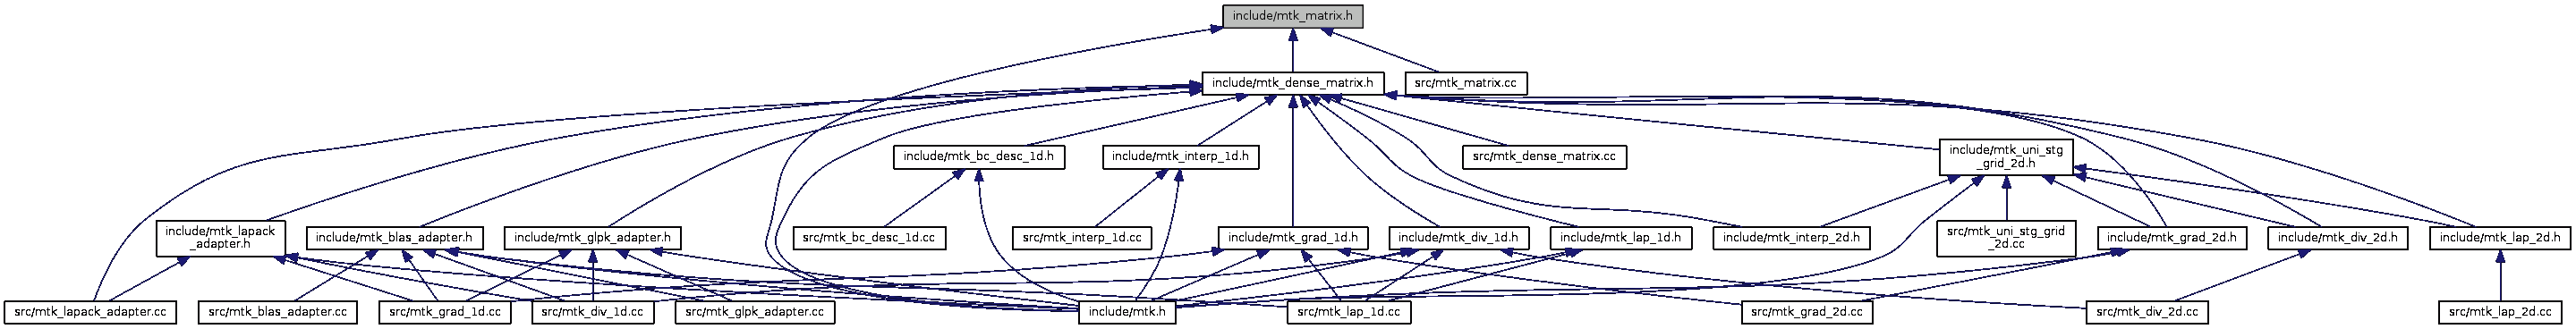 include/mtk_matrix.h
include/mtk_dense_matrix.h
src/mtk_matrix.cc
include/mtk_bc_desc_1d.h
include/mtk_interp_1d.h
src/mtk_dense_matrix.cc
include/mtk_uni_stg
_grid_2d.h
include/mtk_lapack
_adapter.h
include/mtk_blas_adapter.h
include/mtk_glpk_adapter.h
src/mtk_bc_desc_1d.cc
src/mtk_interp_1d.cc
include/mtk_grad_1d.h
include/mtk_div_1d.h
include/mtk_lap_1d.h
include/mtk_interp_2d.h
src/mtk_uni_stg_grid
_2d.cc
include/mtk_grad_2d.h
include/mtk_div_2d.h
include/mtk_lap_2d.h
src/mtk_lapack_adapter.cc
src/mtk_blas_adapter.cc
src/mtk_grad_1d.cc
src/mtk_div_1d.cc
src/mtk_glpk_adapter.cc
include/mtk.h
src/mtk_lap_1d.cc
src/mtk_grad_2d.cc
src/mtk_div_2d.cc
src/mtk_lap_2d.cc